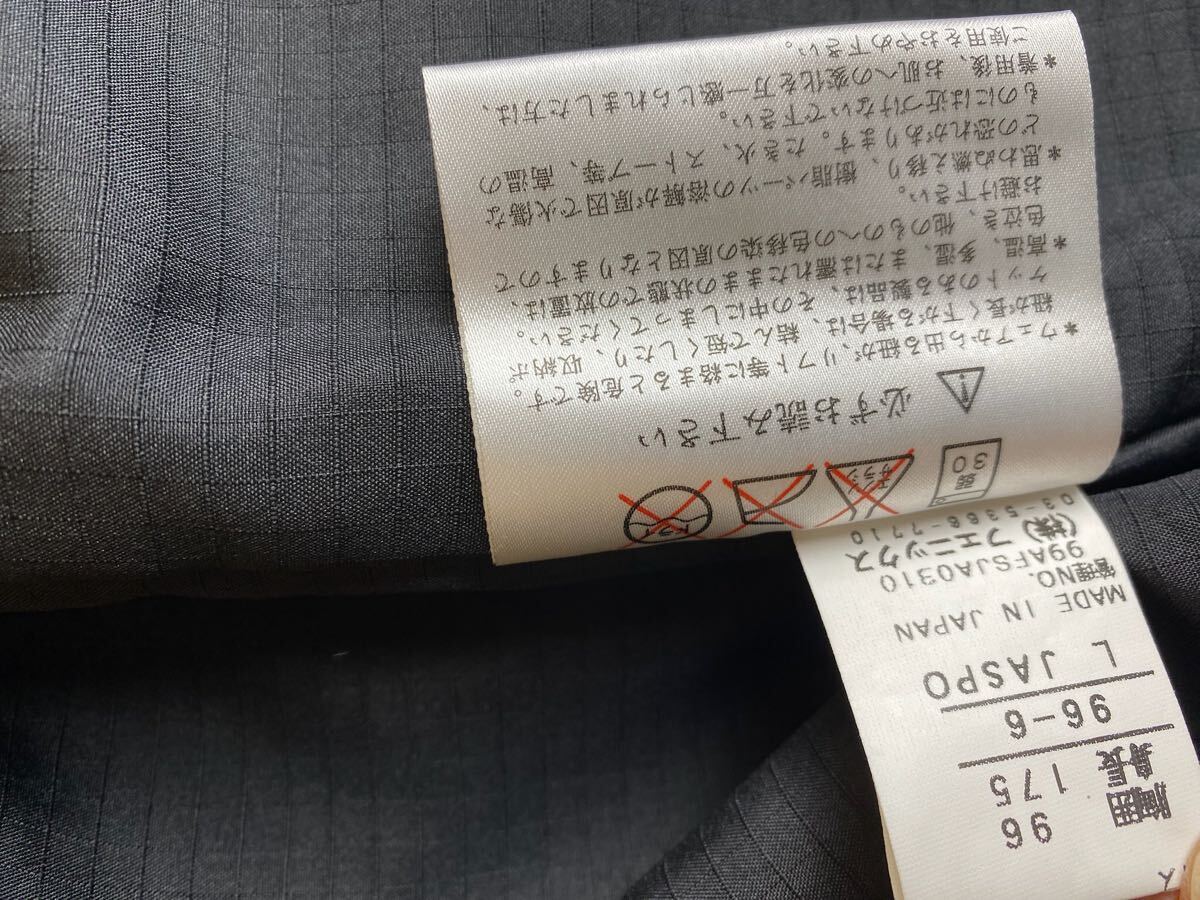 30
弱
エンソ
ドライ
必ずお読み下さい
*ウェアから出る紐が、リフト等に絡まると危険です。
紐が長く下がる場合は、結んで短くしたり、収納ポ
ケットのある製品は、その中にしまってください。
*高温、多湿、または濡れたままの状態での放置は、
色泣き、他のものへの色移染の原因となりますので
お避け下さい。
*思わぬ燃え移り、樹脂パーツの溶解が原因で火傷な
どの恐れがあります。たき火、ストーブ等、高温の
ものには近づけないで下さい。
*着用後、お肌への変化を万一感じられました方は、
ご使用をおやめ下さい。
胸囲 96
身長 175
96-6
L JASPO
MADE IN JAPAN
管理NO.
99AFSJA0310
(株)フェニックス
03-5366-7710